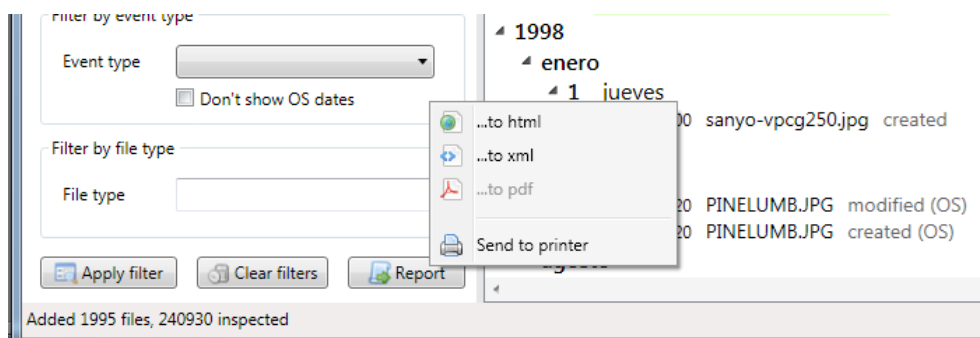 Filter by event type
Event type
Don't show OS dates
Filter by file type
File type
Apply filter
Clear filters
Report
Added 1995 files, 240930 inspected
1998
enero
1 jueves
00 sanyo-vpcg250.jpg created
20 PINELUMB.JPG modified (OS)
20 PINELUMB.JPG created (OS)
...to html
...to xml
...to pdf
Send to printer